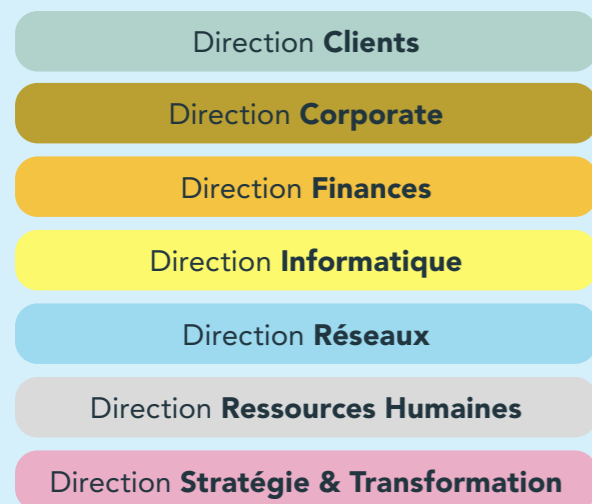 Direction Clients
Direction Corporate
Direction Finances
Direction Informatique
Direction Réseaux
Direction Ressources Humaines
Direction Stratégie & Transformation